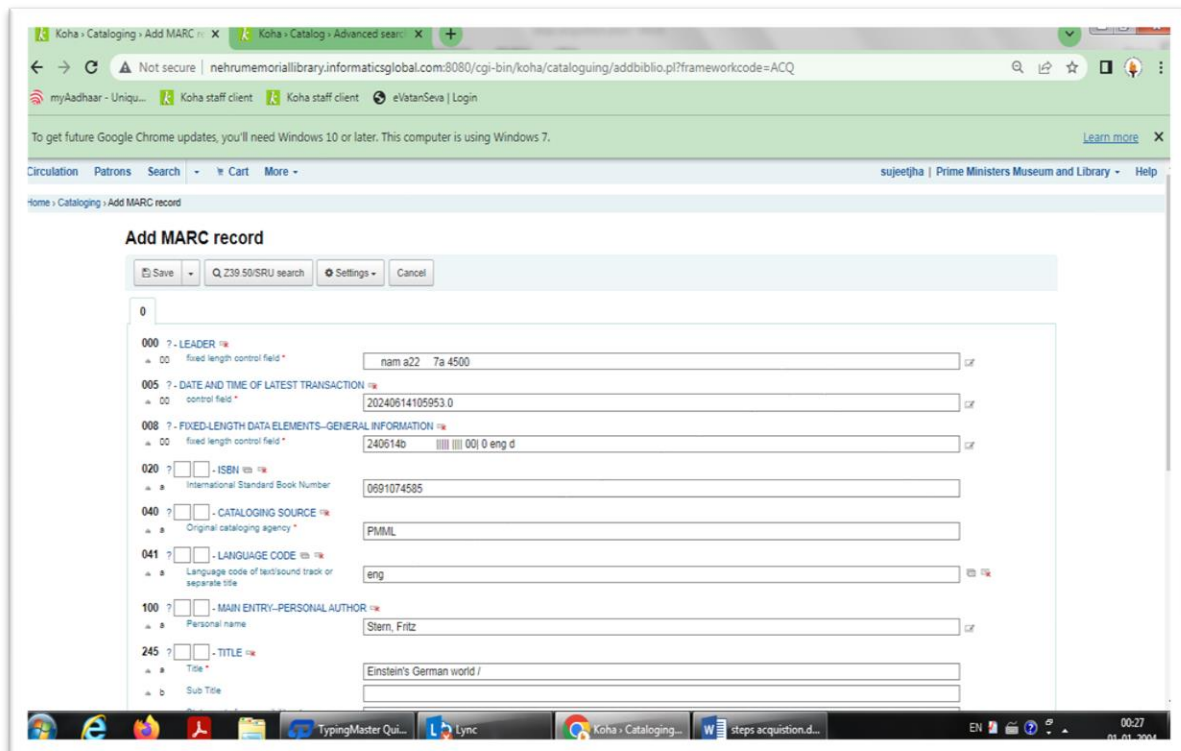 Koha › Cataloging › Add MARC r
Koha › Catalog › Advanced searc
Not secure | nehrumemoriallibrary.informaticsglobal.com:8080/cgi-bin/koha/cataloguing/addbiblio.pl?frameworkcode=ACQ
myAadhaar - Uniqu... Koha staff client Koha staff client eVatanSeva | Login
To get future Google Chrome updates, you'll need Windows 10 or later. This computer is using Windows 7. Learn more
Circulation Patrons Search Cart More sujeetjha | Prime Ministers Museum and Library Help
Home › Cataloging › Add MARC record
Add MARC record
Save Z39.50/SRU search Settings Cancel
0
000 ? - LEADER
00 fixed length control field * nam a22 7a 4500
005 ? - DATE AND TIME OF LATEST TRANSACTION
00 control field * 20240614105953.0
008 ? - FIXED-LENGTH DATA ELEMENTS--GENERAL INFORMATION
00 fixed length control field * 240614b ||||| |||| 00| 0 eng d
020 ? - ISBN
a International Standard Book Number 0691074585
040 ? - CATALOGING SOURCE
a Original cataloging agency * PMML
041 ? - LANGUAGE CODE
a Language code of text/sound track or separate title eng
100 ? - MAIN ENTRY--PERSONAL AUTHOR
a Personal name Stern, Fritz
245 ? - TITLE
a Title * Einstein's German world /
b Sub Title
TypingMaster Qui... Lync Koha › Cataloging... steps acquistion.d... EN 00:27
01-01-2004